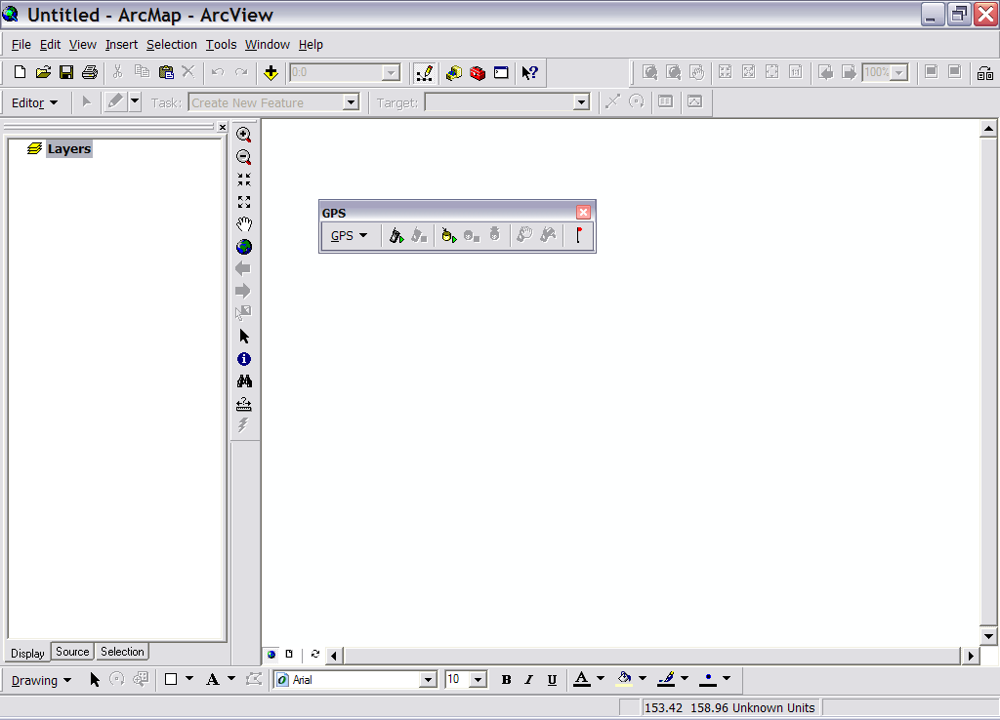 Untitled - ArcMap - ArcView
File Edit View Insert Selection Tools Window Help
0:0 100%
Editor Task: Create New Feature Target:
Layers
GPS
GPS
Display Source Selection
Drawing A Arial 10 B I U A
153.42 158.96 Unknown Units